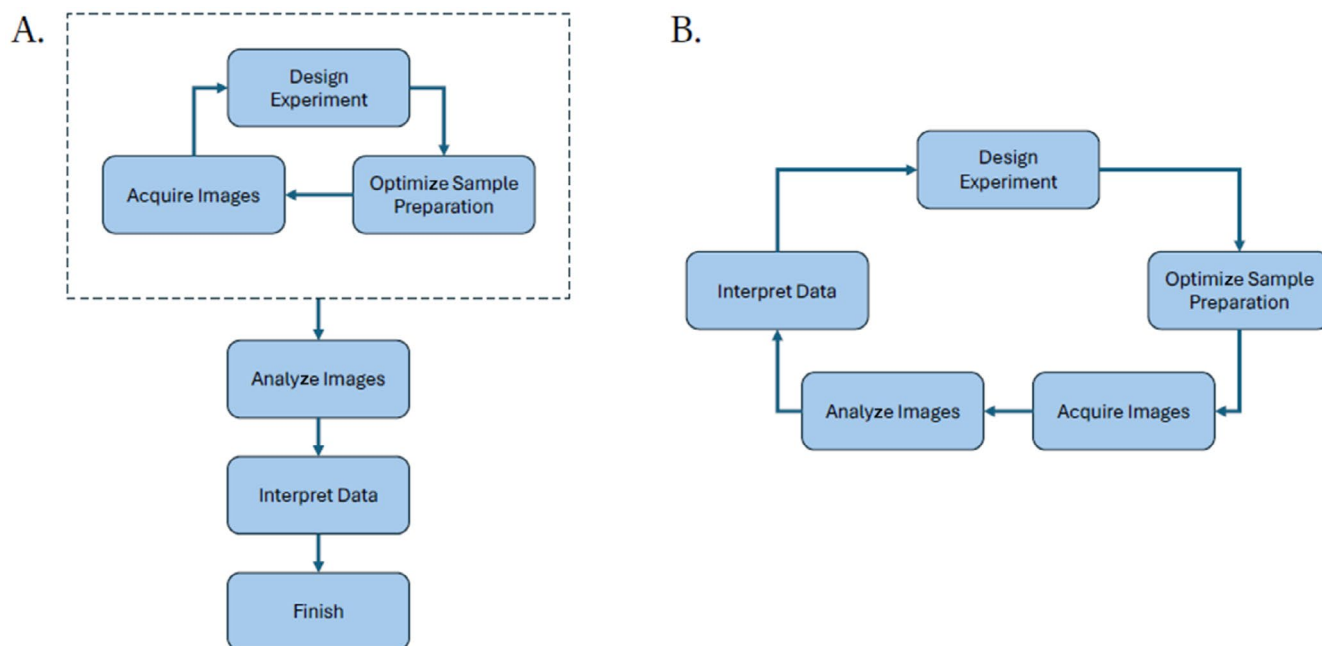 A.
Design
Experiment
Acquire Images
Optimize Sample
Preparation
Analyze Images
Interpret Data
Finish
B.
Design
Experiment
Interpret Data
Optimize Sample
Preparation
Analyze Images
Acquire Images